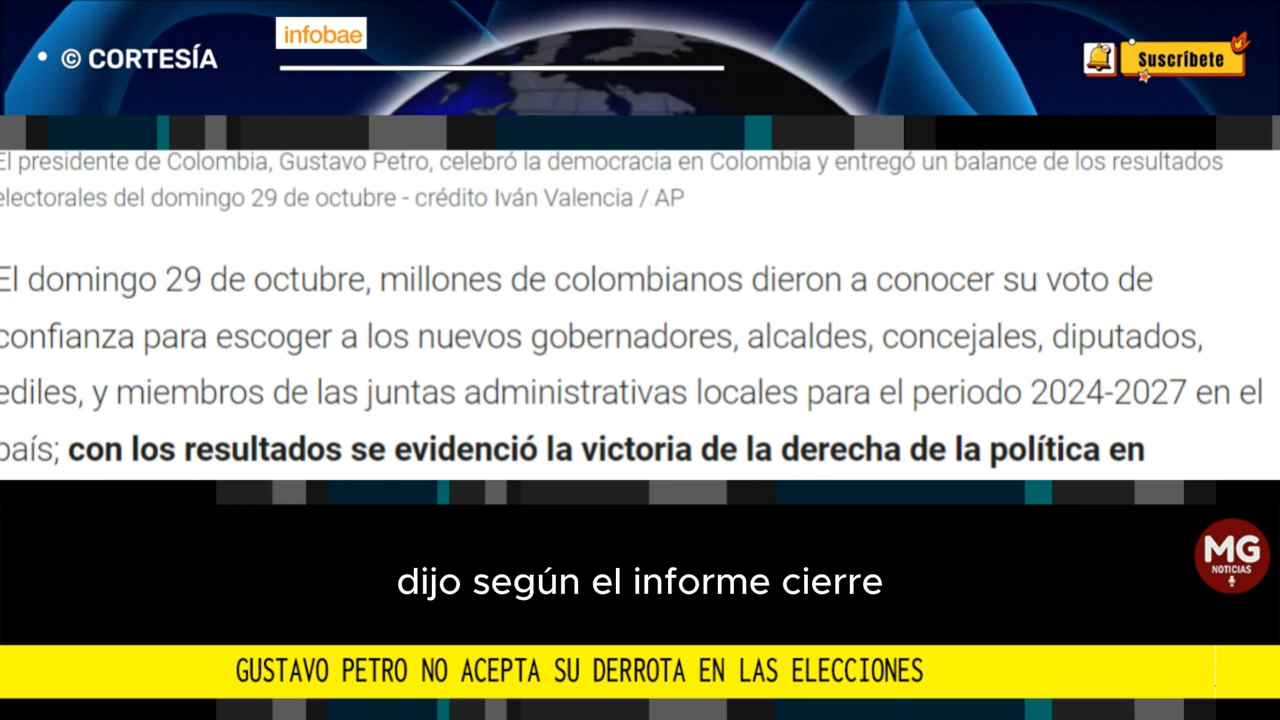 infobae
• © CORTESÍA
Suscríbete
El presidente de Colombia, Gustavo Petro, celebró la democracia en Colombia y entregó un balance de los resultados
electorales del domingo 29 de octubre - crédito Iván Valencia / AP
El domingo 29 de octubre, millones de colombianos dieron a conocer su voto de
confianza para escoger a los nuevos gobernadores, alcaldes, concejales, diputados,
ediles, y miembros de las juntas administrativas locales para el periodo 2024-2027 en el
país; con los resultados se evidenció la victoria de la derecha de la política en
MG
NOTICIAS
dijo según el informe cierre
GUSTAVO PETRO NO ACEPTA SU DERROTA EN LAS ELECCIONES